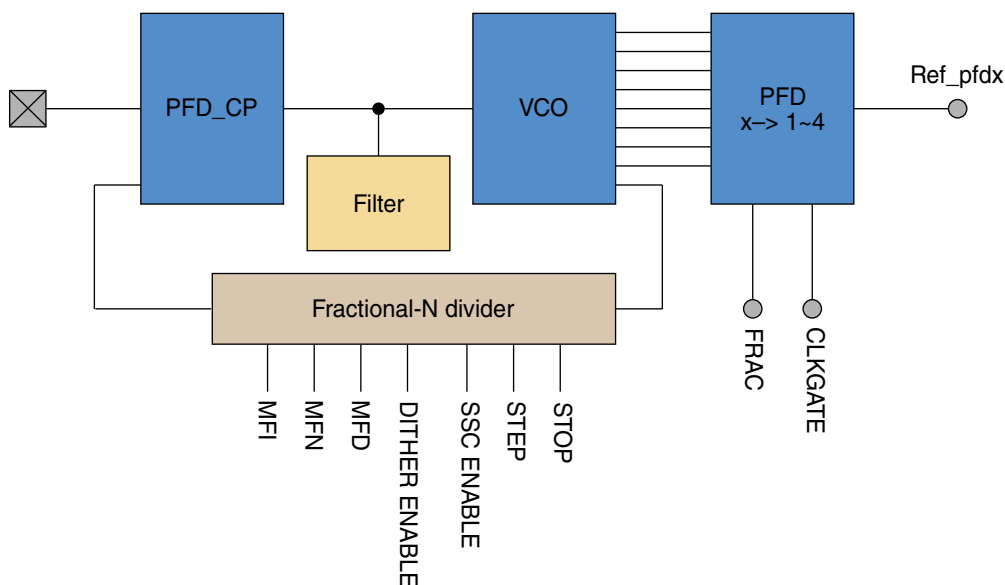 Ref_pfdx
PFD_CP
VCO
PFD
x–> 1~4
Filter
Fractional-N divider
MFI
MFN
MFD
DITHER ENABLE
SSC ENABLE
STEP
STOP
FRAC
CLKGATE